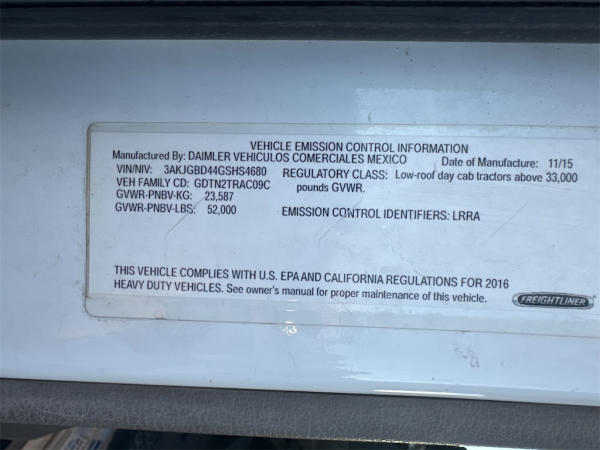 VEHICLE EMISSION CONTROL INFORMATION
Manufactured By: DAIMLER VEHICULOS COMERCIALES MEXICO Date of Manufacture: 11/15
VIN/NIV: 3AKJGBD44GSHS4680 REGULATORY CLASS: Low-roof day cab tractors above 33,000
VEH FAMILY CD: GDTN2TRAC09C pounds GVWR.
GVWR-PNBV-KG: 23,587
GVWR-PNBV-LBS: 52,000 EMISSION CONTROL IDENTIFIERS: LRRA
THIS VEHICLE COMPLIES WITH U.S. EPA AND CALIFORNIA REGULATIONS FOR 2016
HEAVY DUTY VEHICLES. See owner's manual for proper maintenance of this vehicle.
FREIGHTLINER